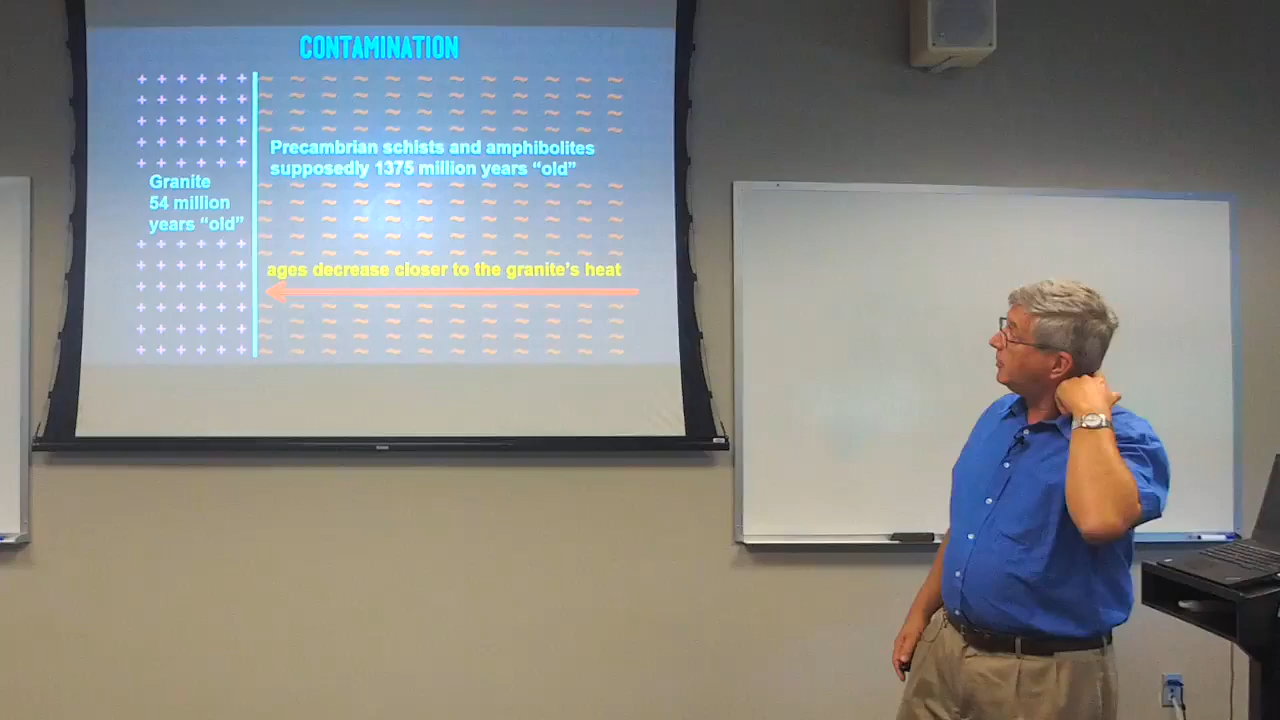 CONTAMINATION
Precambrian schists and amphibolites
supposedly 1375 million years “old”
Granite
54 million
years “old”
ages decrease closer to the granite’s heat